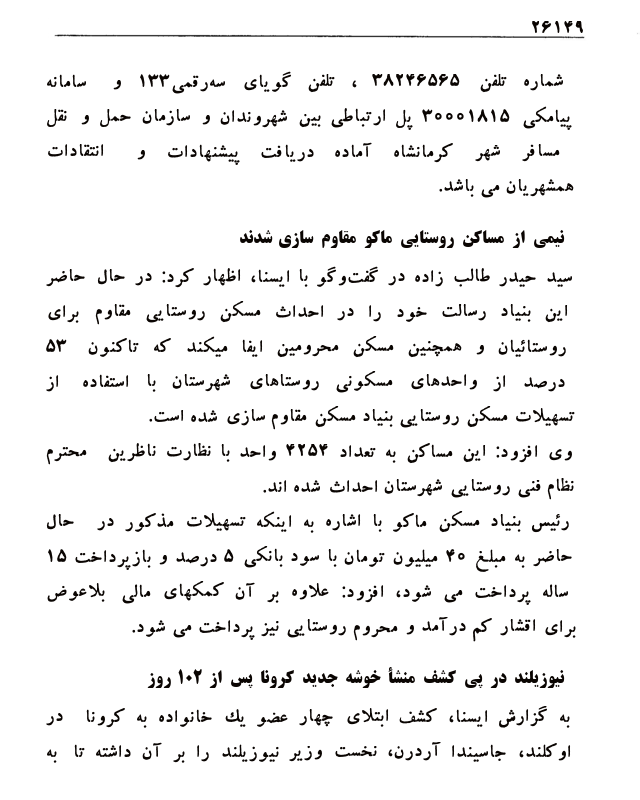 ۲۶۱۴۹
شماره تلفن ۳۸۲۴۶۵۶۵ ، تلفن گویای سه‌رقمی۱۳۳ و سامانه
پیامکی ۳۰۰۰۱۸۱۵ پل ارتباطی بین شهروندان و سازمان حمل و نقل
مسافر شهر کرمانشاه آماده دریافت پیشنهادات و انتقادات
همشهریان می باشد.
نیمی از مساکن روستایی ماکو مقاوم سازی شدند
سید حیدر طالب زاده در گفت‌وگو با ایسنا، اظهار کرد: در حال حاضر
این بنیاد رسالت خود را در احداث مسکن روستایی مقاوم برای
روستائیان و همچنین مسکن محرومین ایفا میکند که تاکنون ۵۳
درصد از واحدهای مسکونی روستاهای شهرستان با استفاده از
تسهیلات مسکن روستایی بنیاد مسکن مقاوم سازی شده است.
وی افزود: این مساکن به تعداد ۴۲۵۴ واحد با نظارت ناظرین محترم
نظام فنی روستایی شهرستان احداث شده اند.
رئیس بنیاد مسکن ماکو با اشاره به اینکه تسهیلات مذکور در حال
حاضر به مبلغ ۴۰ میلیون تومان با سود بانکی ۵ درصد و بازپرداخت ۱۵
ساله پرداخت می شود، افزود: علاوه بر آن کمکهای مالی بلاعوض
برای اقشار کم درآمد و محروم روستایی نیز پرداخت می شود.
نیوزیلند در پی کشف منشأ خوشه جدید کرونا پس از ۱۰۲ روز
به گزارش ایسنا، کشف ابتلای چهار عضو یك خانواده به کرونا در
اوکلند، جاسیندا آردرن، نخست وزیر نیوزیلند را بر آن داشته تا به